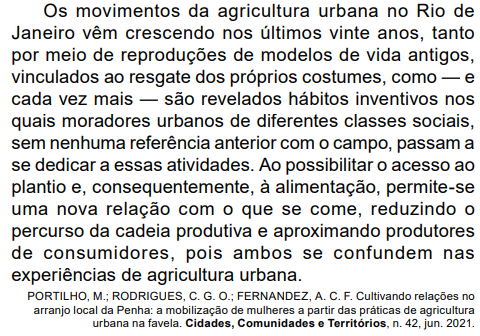 Os movimentos da agricultura urbana no Rio de
Janeiro vêm crescendo nos últimos vinte anos, tanto
por meio de reproduções de modelos de vida antigos,
vinculados ao resgate dos próprios costumes, como — e
cada vez mais — são revelados hábitos inventivos nos
quais moradores urbanos de diferentes classes sociais,
sem nenhuma referência anterior com o campo, passam a
se dedicar a essas atividades. Ao possibilitar o acesso ao
plantio e, consequentemente, à alimentação, permite-se
uma nova relação com o que se come, reduzindo o
percurso da cadeia produtiva e aproximando produtores
de consumidores, pois ambos se confundem nas
experiências de agricultura urbana.
PORTILHO, M.; RODRIGUES, C. G. O.; FERNANDEZ, A. C. F. Cultivando relações no
arranjo local da Penha: a mobilização de mulheres a partir das práticas de agricultura
urbana na favela. Cidades, Comunidades e Territórios, n. 42, jun. 2021.